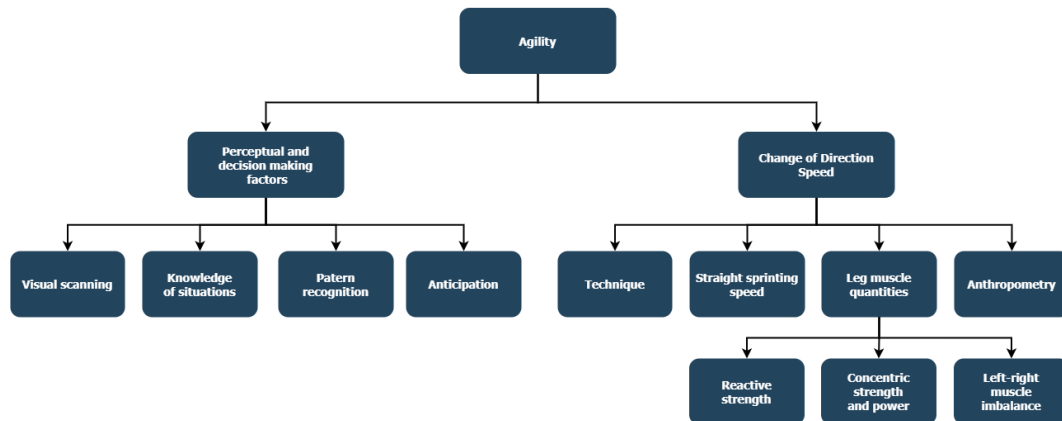 Agility
Perceptual and
decision making
factors
Change of Direction
Speed
Visual scanning
Knowledge
of situations
Patern
recognition
Anticipation
Technique
Straight sprinting
speed
Leg muscle
quantities
Anthropometry
Reactive
strength
Concentric
strength
and power
Left-right
muscle
imbalance